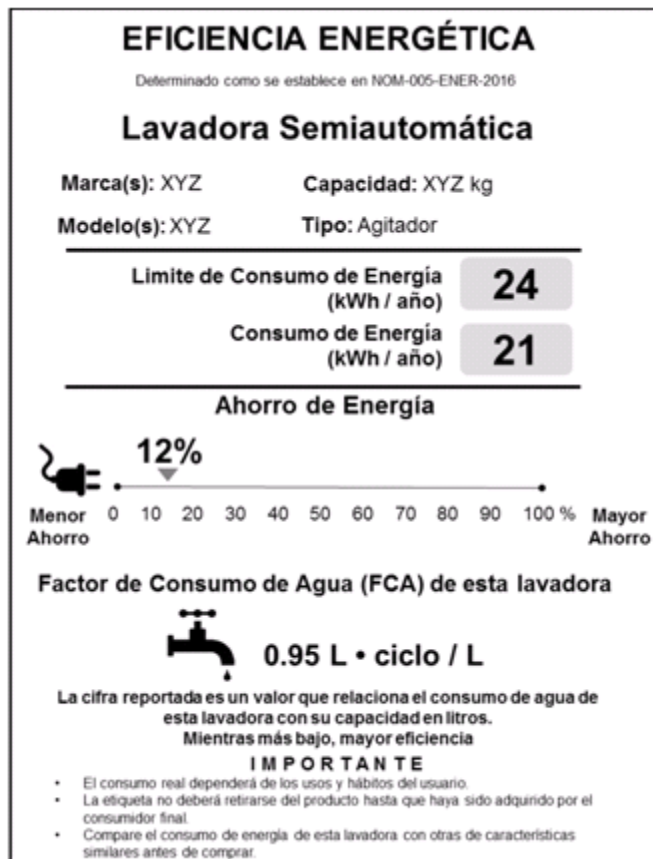 EFICIENCIA ENERGÉTICA
Determinado como se establece en NOM-005-ENER-2016
Lavadora Semiautomática
Marca(s): XYZ Capacidad: XYZ kg
Modelo(s): XYZ Tipo: Agitador
Limite de Consumo de Energía
(kWh / año)
24
Consumo de Energía
(kWh / año)
21
Ahorro de Energía
12%
Menor
Ahorro
0 10 20 30 40 50 60 70 80 90 100 %
Mayor
Ahorro
Factor de Consumo de Agua (FCA) de esta lavadora
0.95 L • ciclo / L
La cifra reportada es un valor que relaciona el consumo de agua de
esta lavadora con su capacidad en litros.
Mientras más bajo, mayor eficiencia
I M P O R T A N T E
• El consumo real dependerá de los usos y hábitos del usuario.
• La etiqueta no deberá retirarse del producto hasta que haya sido adquirido por el
consumidor final.
• Compare el consumo de energía de esta lavadora con otras de características
similares antes de comprar.